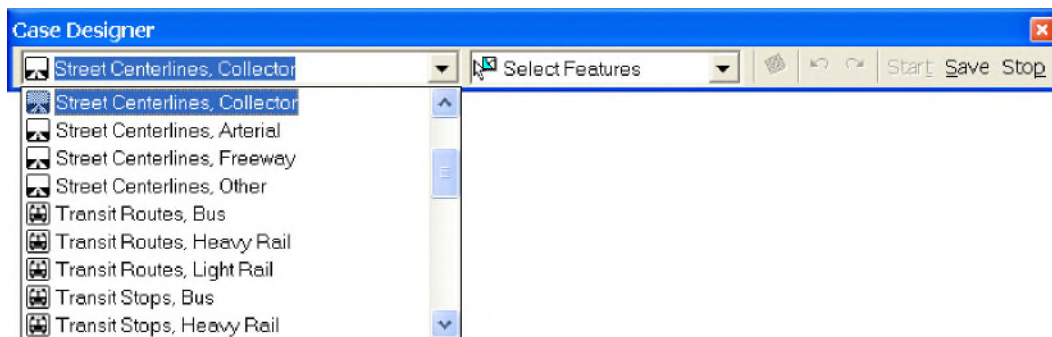 Case Designer
Street Centerlines, Collector Select Features Start Save Stop
Street Centerlines, Collector
Street Centerlines, Arterial
Street Centerlines, Freeway
Street Centerlines, Other
Transit Routes, Bus
Transit Routes, Heavy Rail
Transit Routes, Light Rail
Transit Stops, Bus
Transit Stops, Heavy Rail